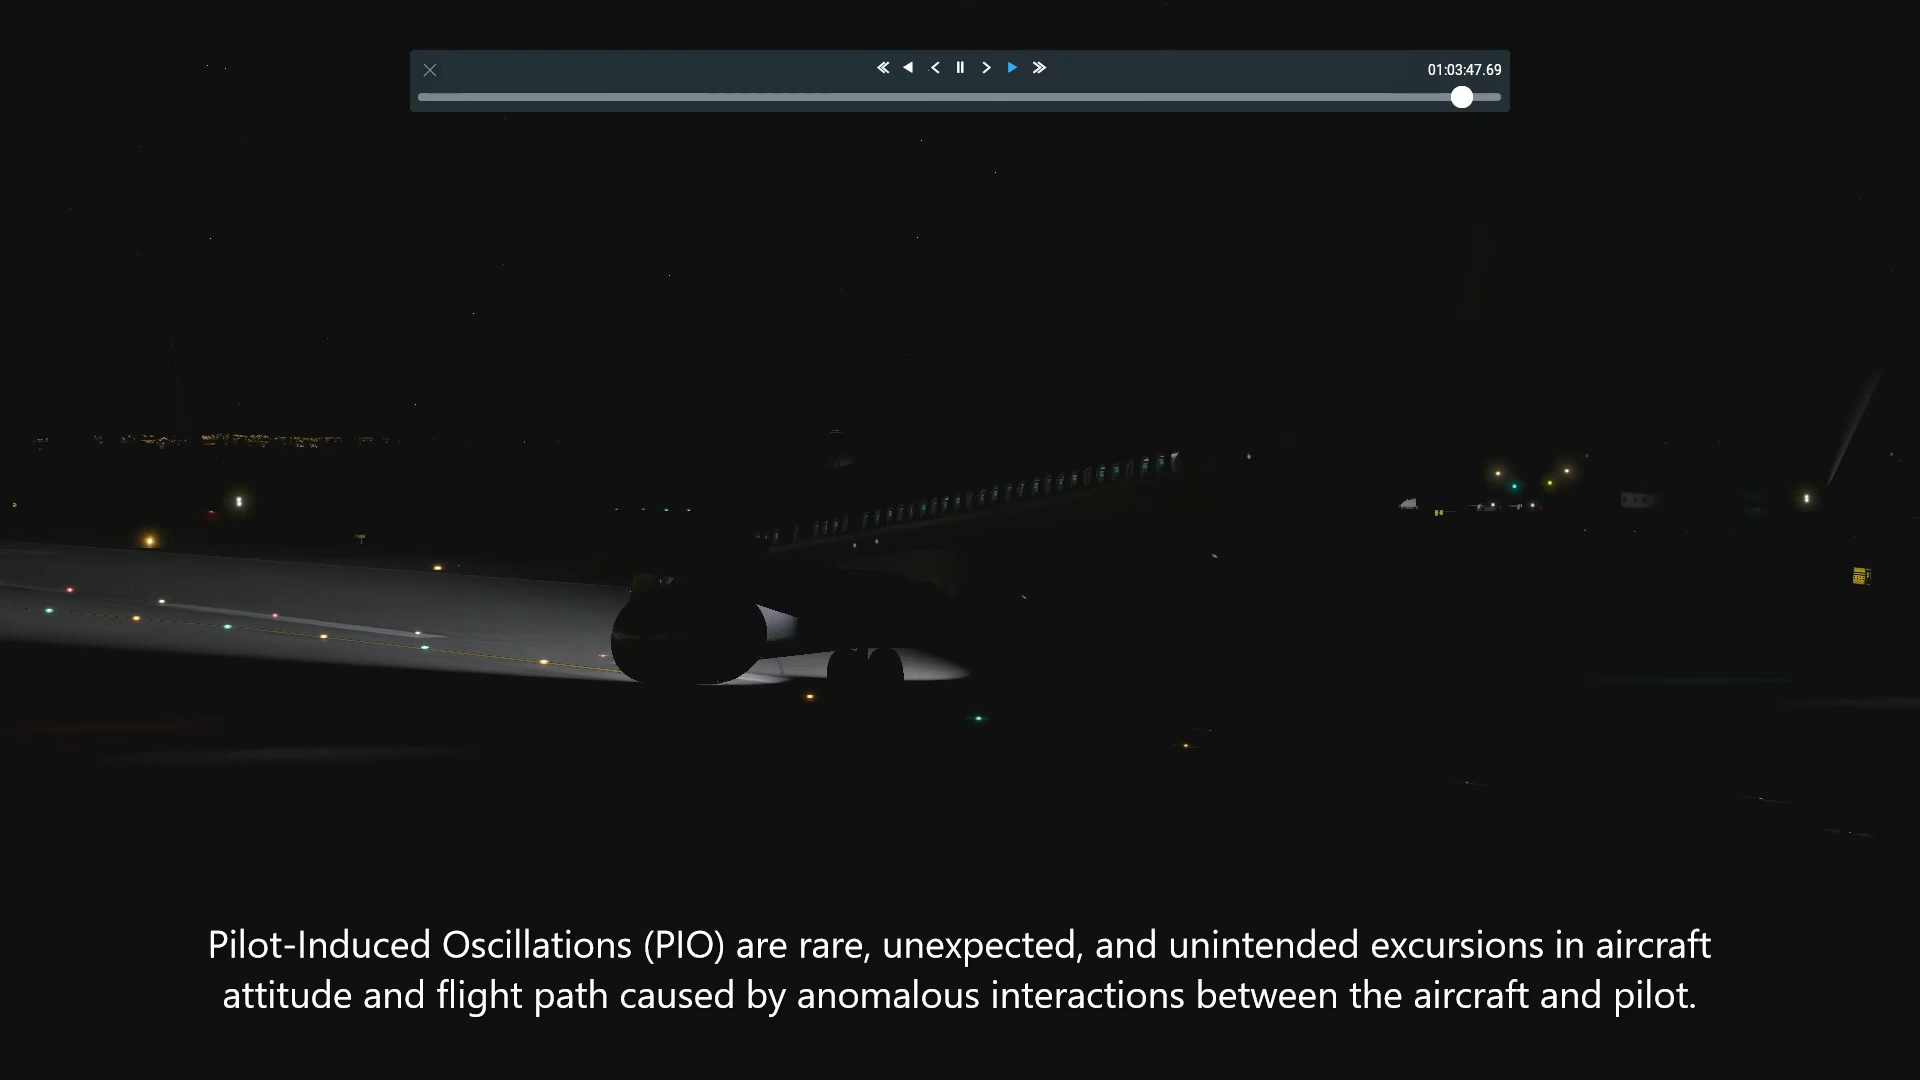 01:03:47.69
Pilot-Induced Oscillations (PIO) are rare, unexpected, and unintended excursions in aircraft
attitude and flight path caused by anomalous interactions between the aircraft and pilot.